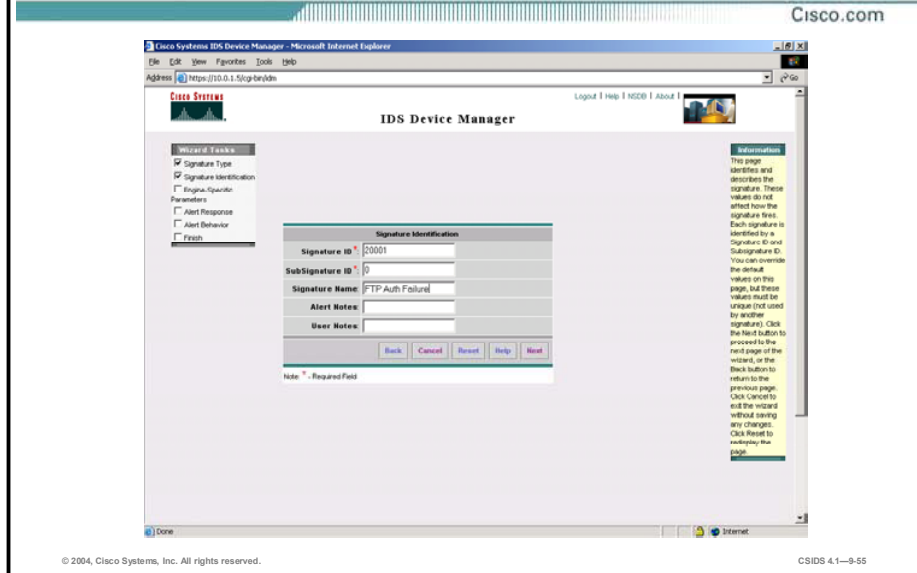 Cisco.com
Cisco Systems IDS Device Manager - Microsoft Internet Explorer
File Edit View Favorites Tools Help
Address https://10.0.1.5/cgi-bin/idm Go
CISCO SYSTEMS
Logout | Help | NSDB | About |
IDS Device Manager
Wizard Tasks
Signature Type
Signature Identification
Engine-Specific
Parameters
Alert Response
Alert Behavior
Finish
Signature Identification
Signature ID *: 20001
SubSignature ID *: 0
Signature Name: FTP Auth Failure
Alert Notes:
User Notes:
Back Cancel Reset Help Next
Note: * - Required Field
Information
This page
identifies and
describes the
signature. These
values do not
affect how the
signature fires.
Each signature is
identified by a
Signature ID and
Subsignature ID.
You can override
the default
values on this
page, but these
values must be
unique (not used
by another
signature). Click
the Next button to
proceed to the
next page of the
wizard, or the
Back button to
return to the
previous page.
Click Cancel to
exit the wizard
without saving
any changes.
Click Reset to
redisplay the
page.
Done Internet
© 2004, Cisco Systems, Inc. All rights reserved.
CSIDS 4.1—9-55